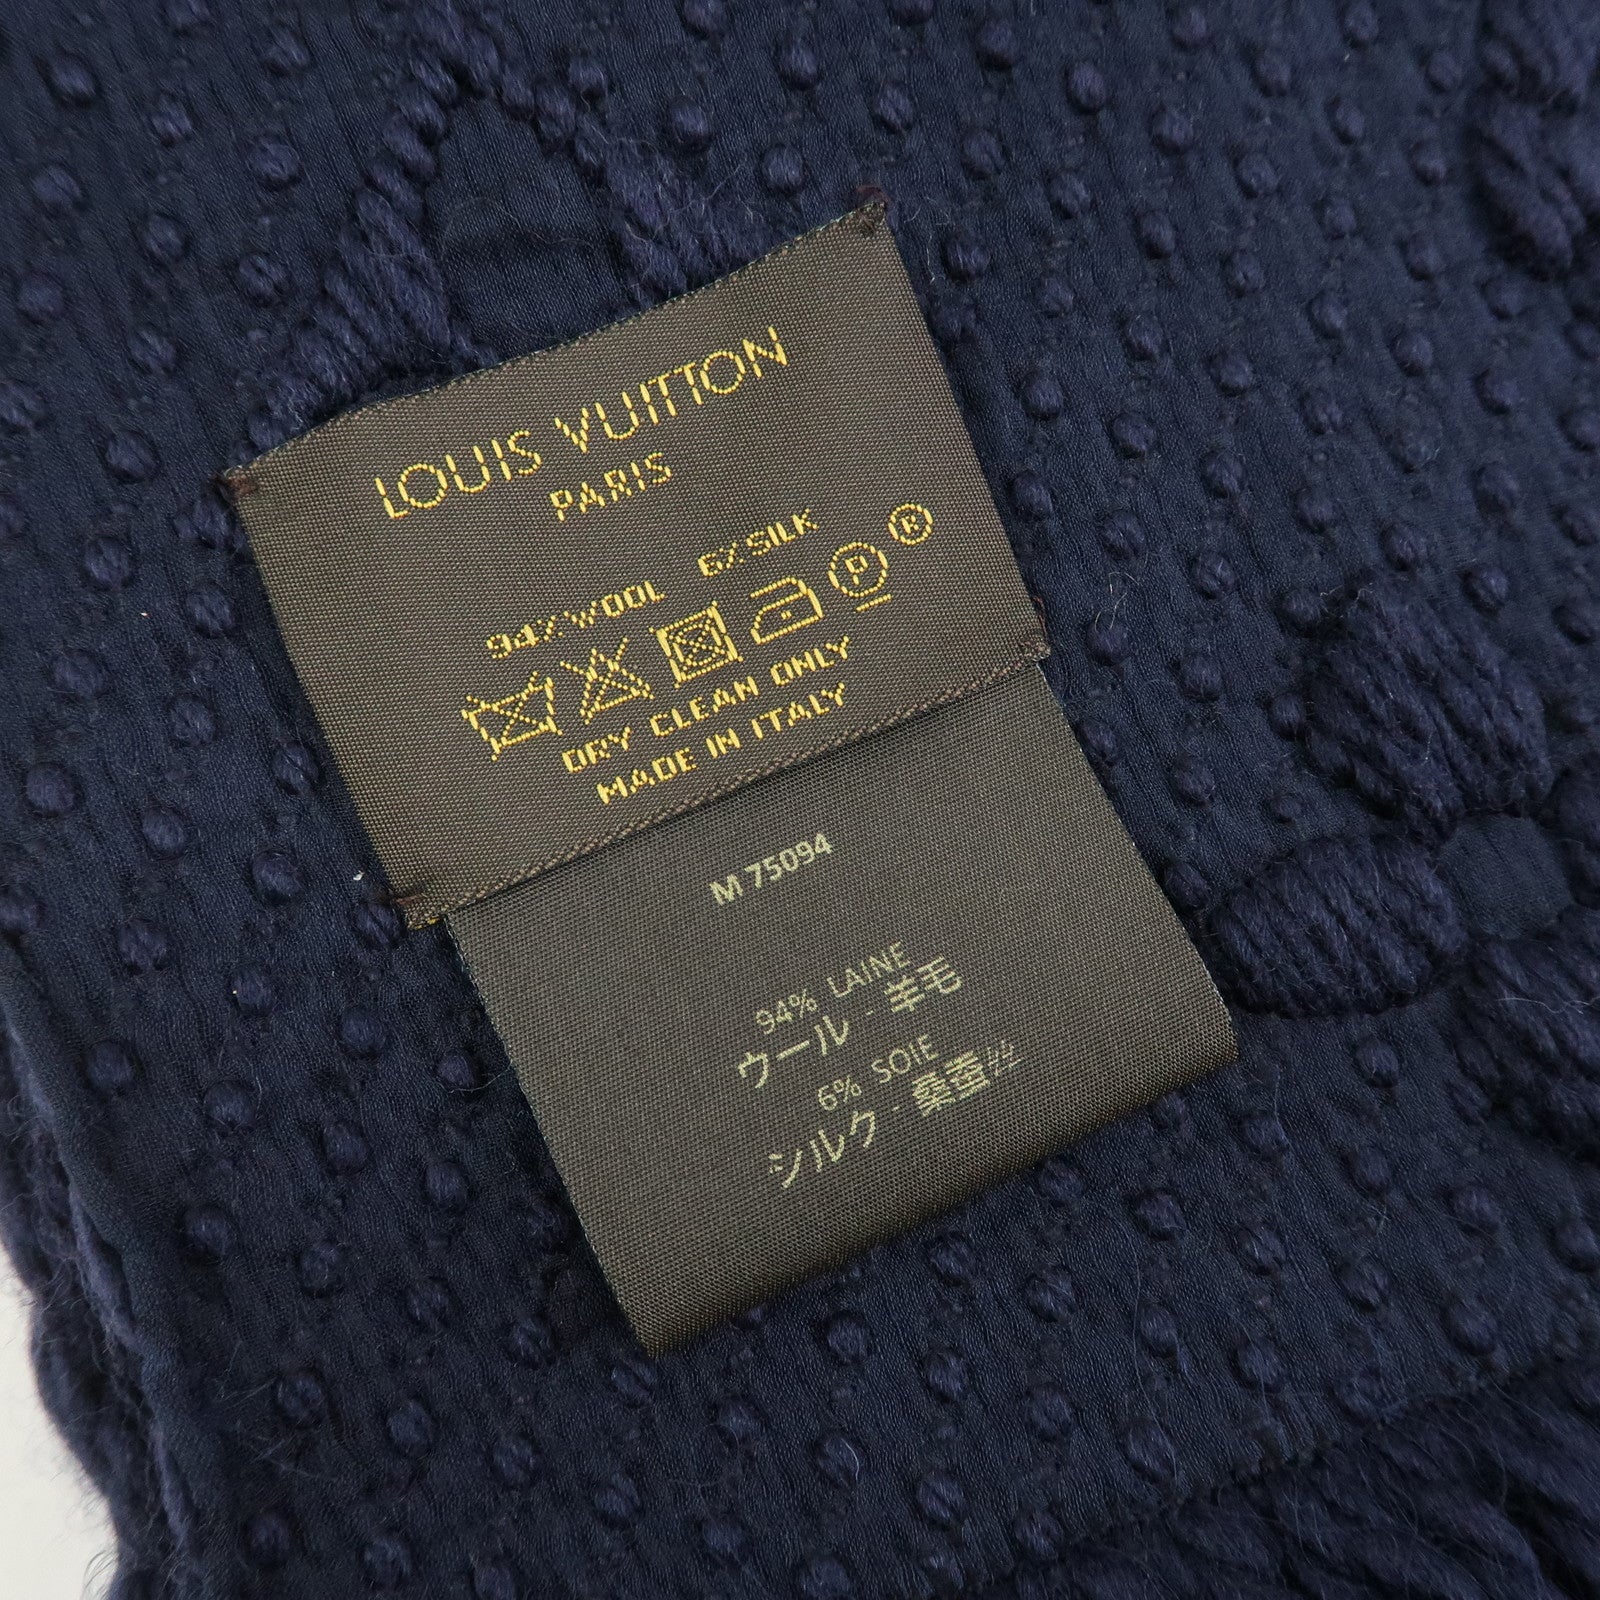 LOUIS VUITTON
PARIS
94% WOOL 6% SILK
P
®
DRY CLEAN ONLY
MADE IN ITALY
M 75094
94% LAINE
ウール - 羊毛
6% SOIE
シルク - 桑蚕丝